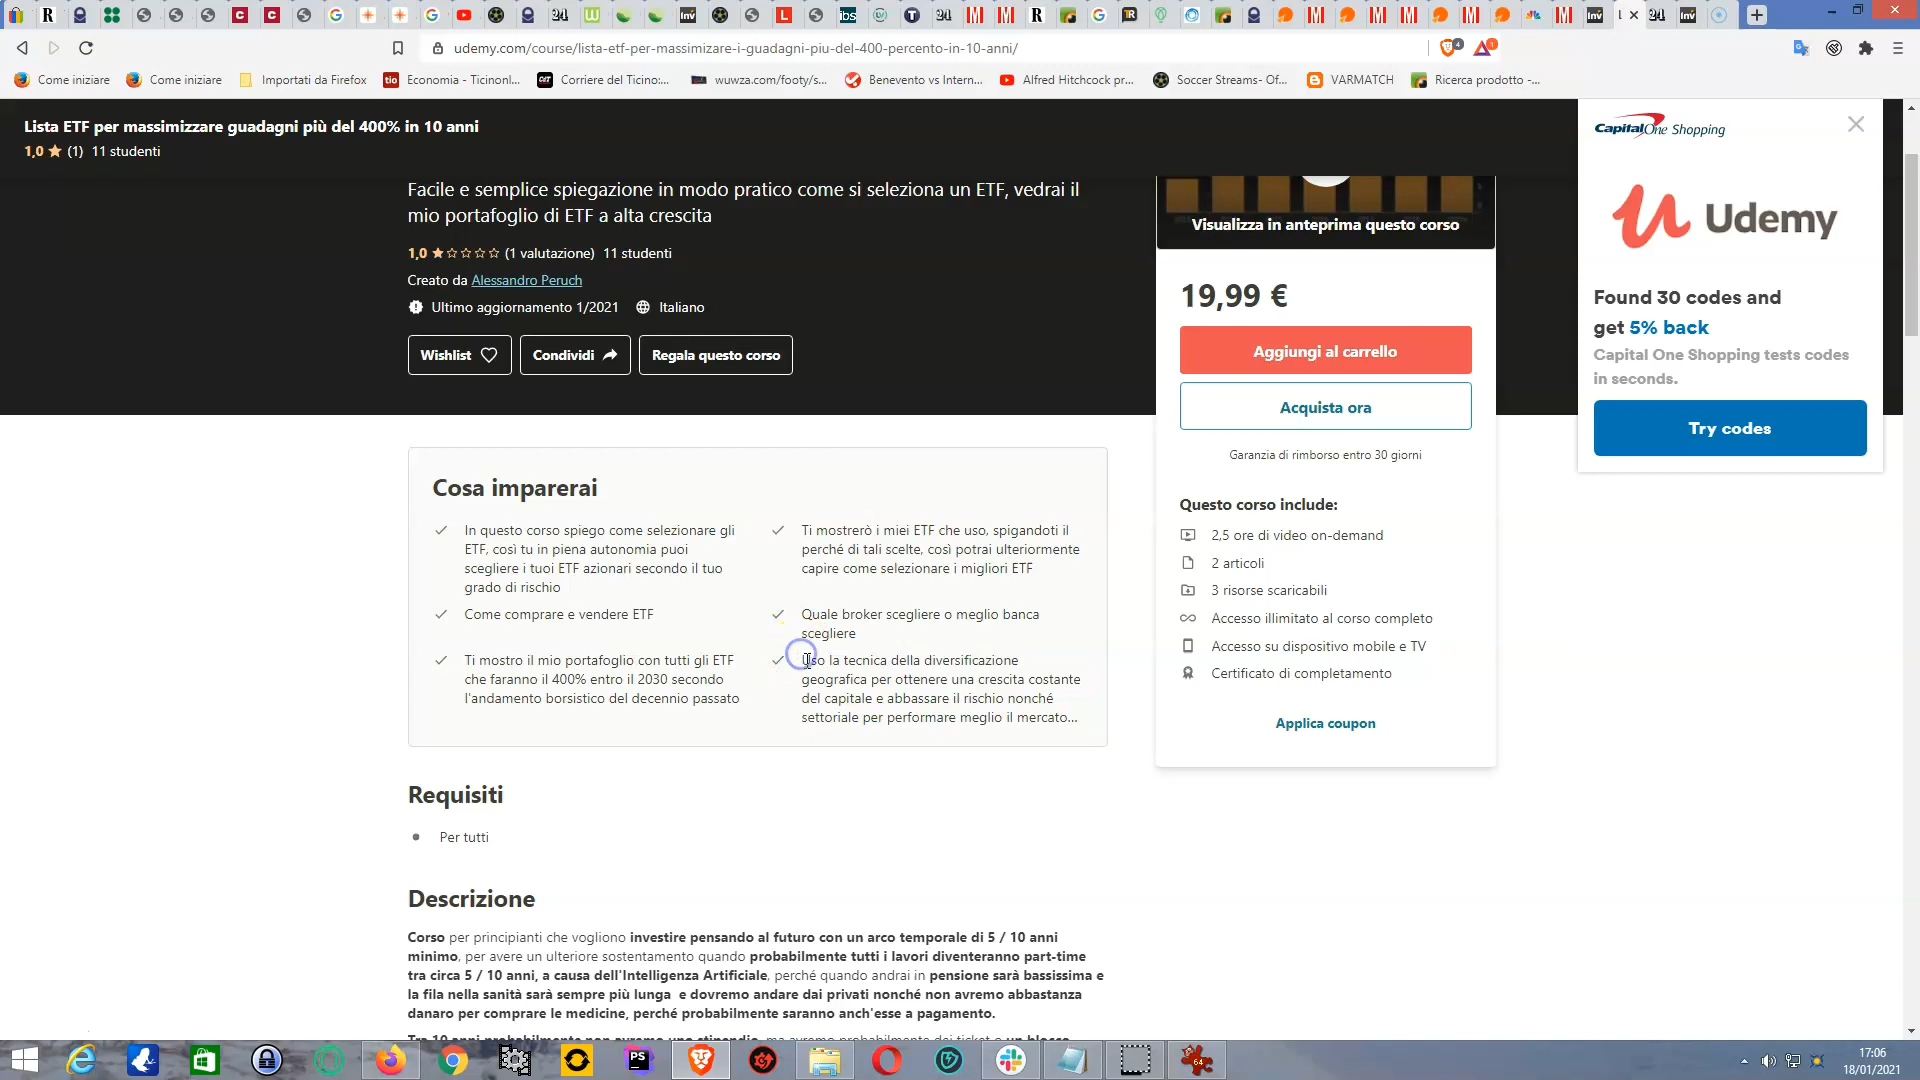 udemy.com/course/lista-etf-per-massimizare-i-guadagni-piu-del-400-percento-in-10-anni/
Come iniziare
Come iniziare
Importati da Firefox
Economia - Ticinonl...
Corriere del Ticino:...
wuwza.com/footy/s...
Benevento vs Intern...
Alfred Hitchcock pr...
Soccer Streams- Of...
VARMATCH
Ricerca prodotto -...
Lista ETF per massimizzare guadagni più del 400% in 10 anni
1,0 (1) 11 studenti
Facile e semplice spiegazione in modo pratico come si seleziona un ETF, vedrai il
mio portafoglio di ETF a alta crescita
1,0 (1 valutazione) 11 studenti
Creato da Alessandro Peruch
Ultimo aggiornamento 1/2021 Italiano
Wishlist
Condividi
Regala questo corso
Visualizza in anteprima questo corso
19,99 €
Aggiungi al carrello
Acquista ora
Garanzia di rimborso entro 30 giorni
Questo corso include:
2,5 ore di video on-demand
2 articoli
3 risorse scaricabili
Accesso illimitato al corso completo
Accesso su dispositivo mobile e TV
Certificato di completamento
Applica coupon
Capital One Shopping
Udemy
Found 30 codes and
get 5% back
Capital One Shopping tests codes
in seconds.
Try codes
Cosa imparerai
In questo corso spiego come selezionare gli
ETF, così tu in piena autonomia puoi
scegliere i tuoi ETF azionari secondo il tuo
grado di rischio
Ti mostrerò i miei ETF che uso, spigandoti il
perché di tali scelte, così potrai ulteriormente
capire come selezionare i migliori ETF
Come comprare e vendere ETF
Quale broker scegliere o meglio banca
scegliere
Ti mostro il mio portafoglio con tutti gli ETF
che faranno il 400% entro il 2030 secondo
l'andamento borsistico del decennio passato
Uso la tecnica della diversificazione
geografica per ottenere una crescita costante
del capitale e abbassare il rischio nonché
settoriale per performare meglio il mercato...
Requisiti
Per tutti
Descrizione
Corso per principianti che vogliono investire pensando al futuro con un arco temporale di 5 / 10 anni
minimo, per avere un ulteriore sostentamento quando probabilmente tutti i lavori diventeranno part-time
tra circa 5 / 10 anni, a causa dell'Intelligenza Artificiale, perché quando andrai in pensione sarà bassissima e
la fila nella sanità sarà sempre più lunga e dovremo andare dai privati nonché non avremo abbastanza
danaro per comprare le medicine, perché probabilmente saranno anch'esse a pagamento.
17:06
18/01/2021